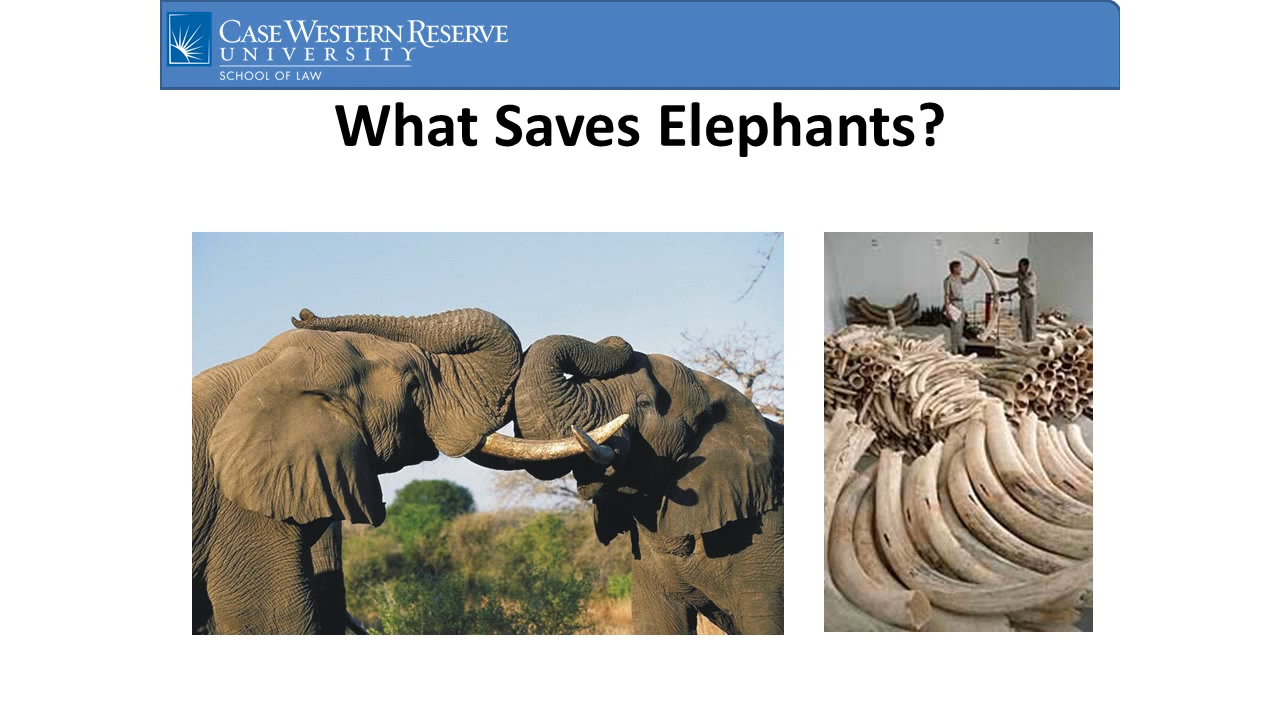 CASE WESTERN RESERVE
UNIVERSITY
SCHOOL OF LAW
What Saves Elephants?